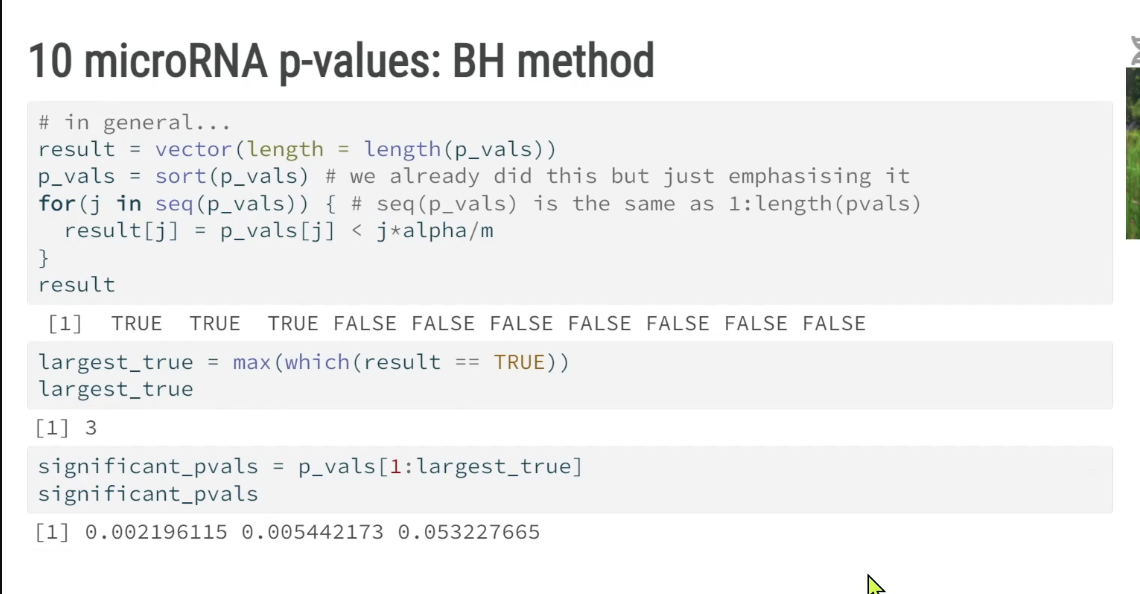 10 microRNA p-values: BH method
# in general...
result = vector(length = length(p_vals))
p_vals = sort(p_vals) # we already did this but just emphasising it
for(j in seq(p_vals)) { # seq(p_vals) is the same as 1:length(pvals)
  result[j] = p_vals[j] < j*alpha/m
}
result
[1]  TRUE  TRUE  TRUE FALSE FALSE FALSE FALSE FALSE FALSE FALSE
largest_true = max(which(result == TRUE))
largest_true
[1] 3
significant_pvals = p_vals[1:largest_true]
significant_pvals
[1] 0.002196115 0.005442173 0.053227665